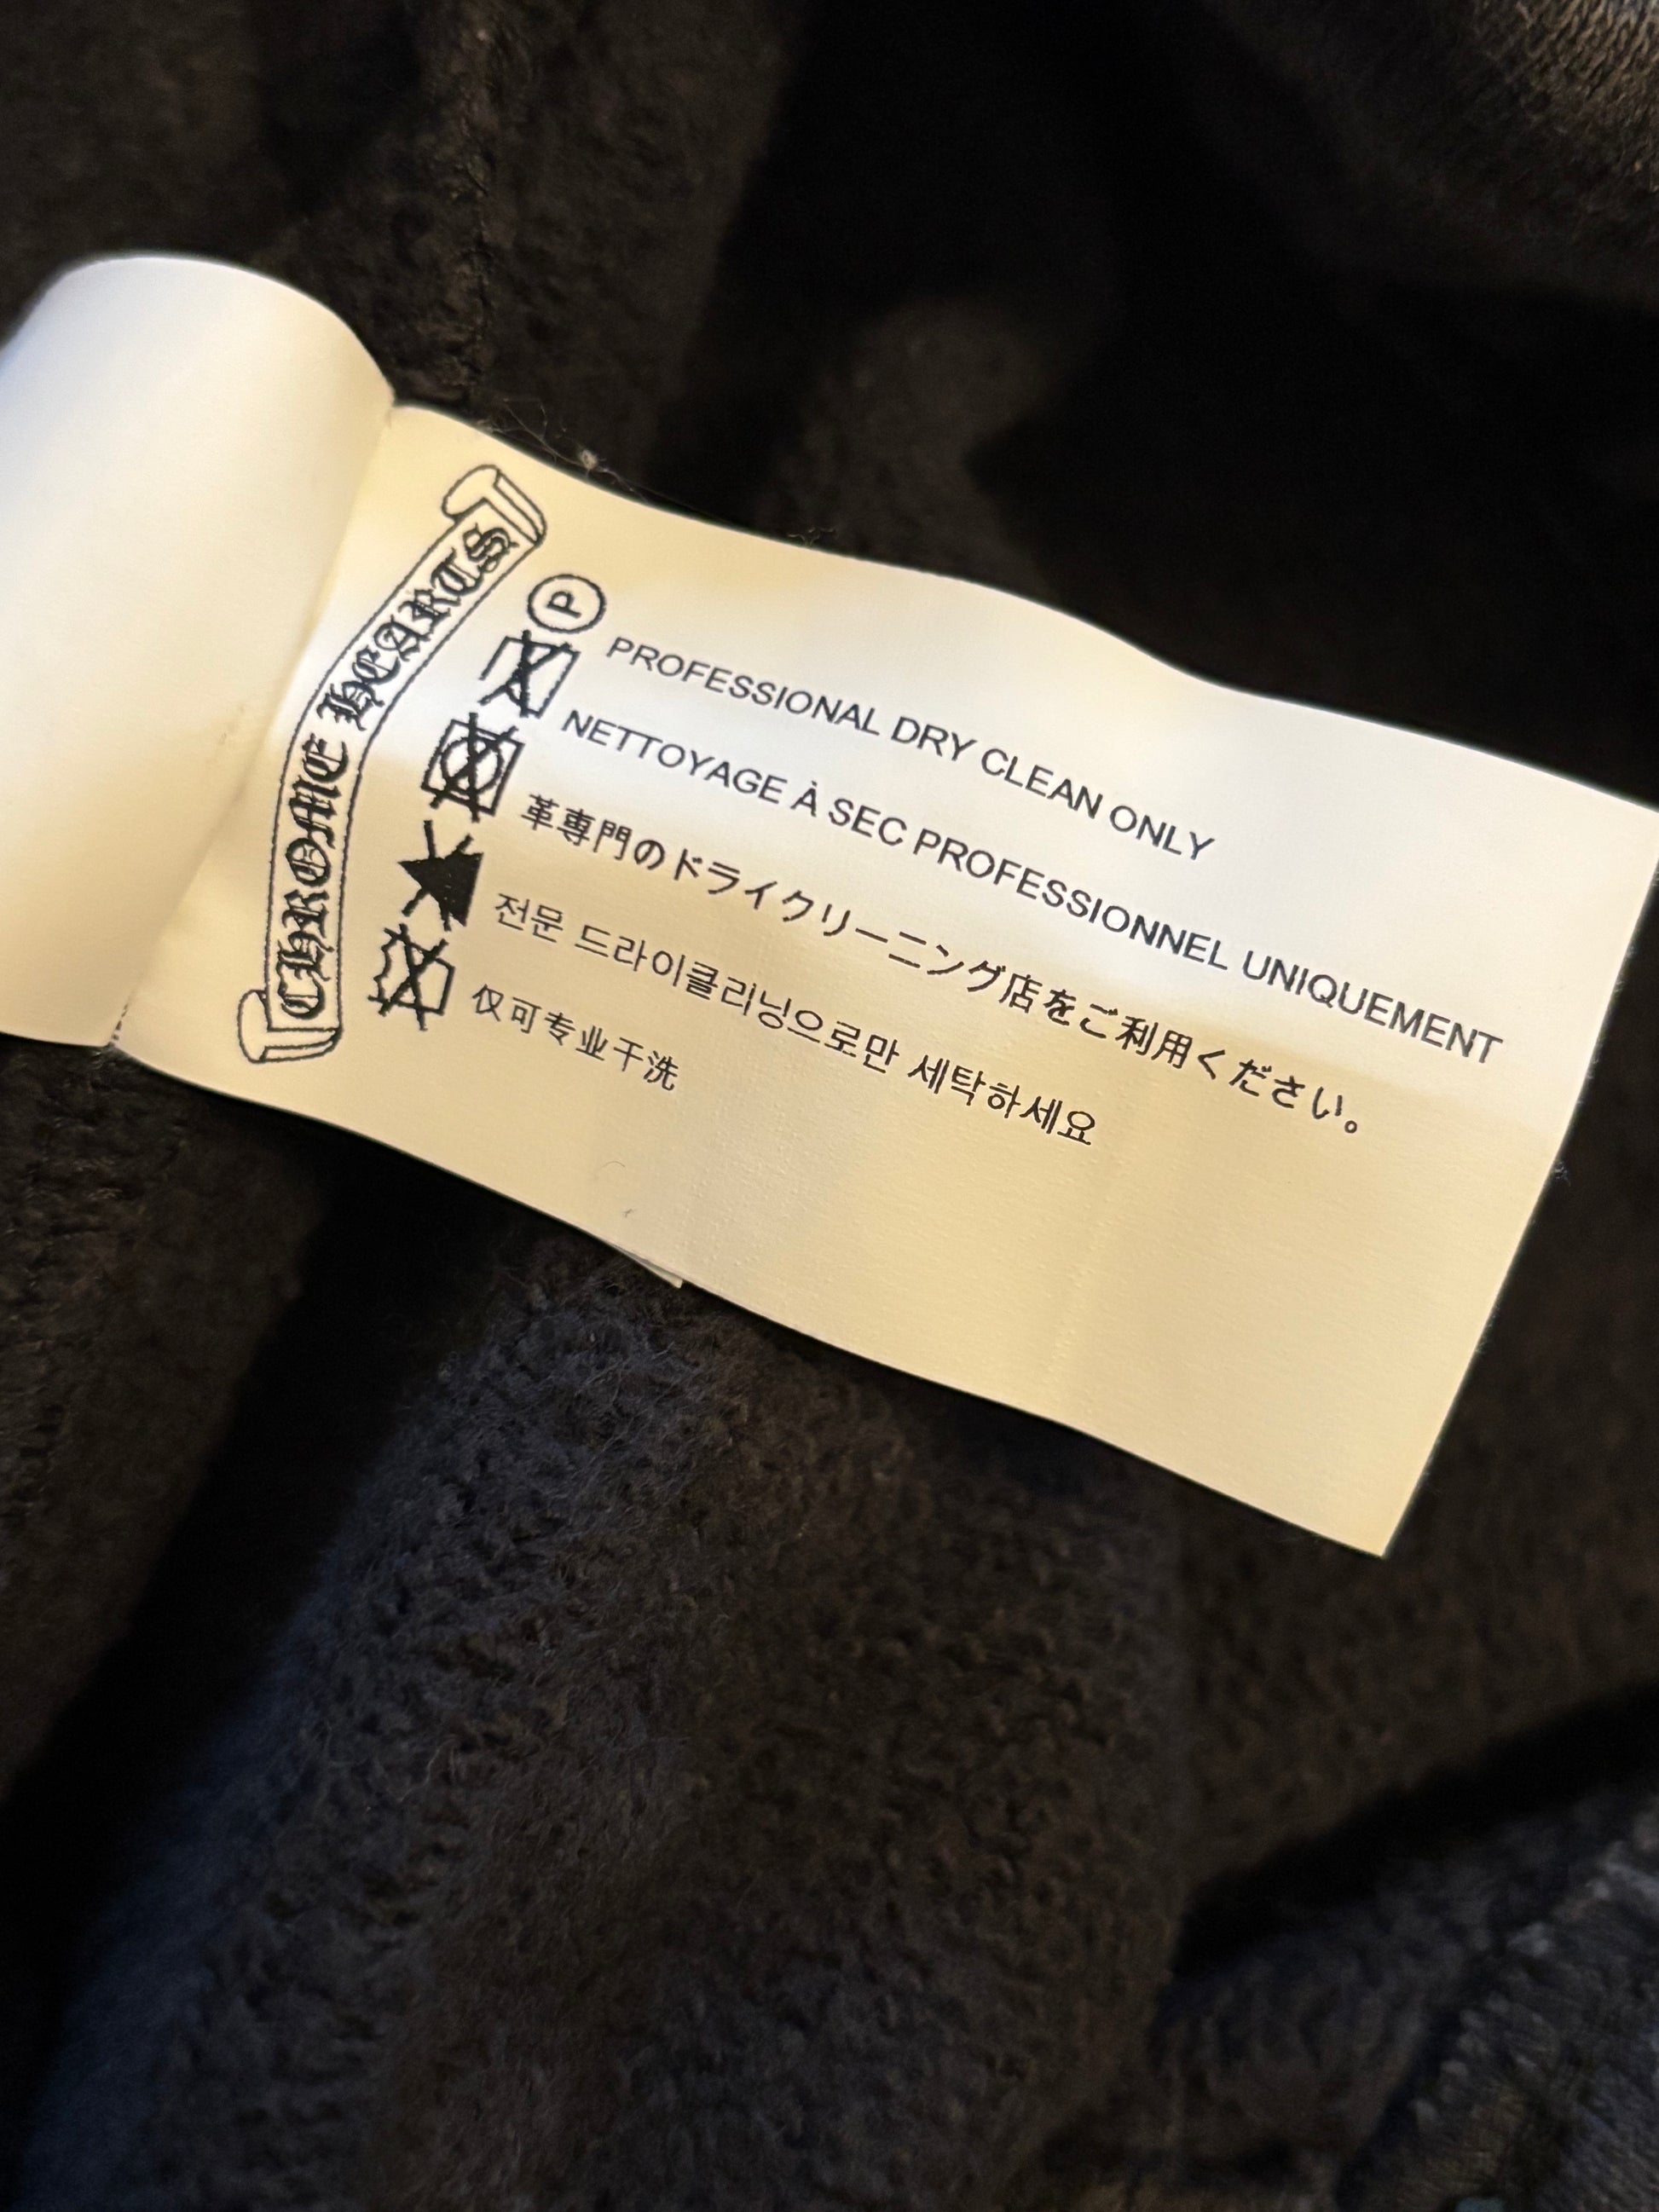 CHROME HEARTS
P
PROFESSIONAL DRY CLEAN ONLY
NETTOYAGE À SEC PROFESSIONNEL UNIQUEMENT
革専門のドライクリーニング店をご利用ください。
전문 드라이클리닝으로만 세탁하세요
仅可专业干洗